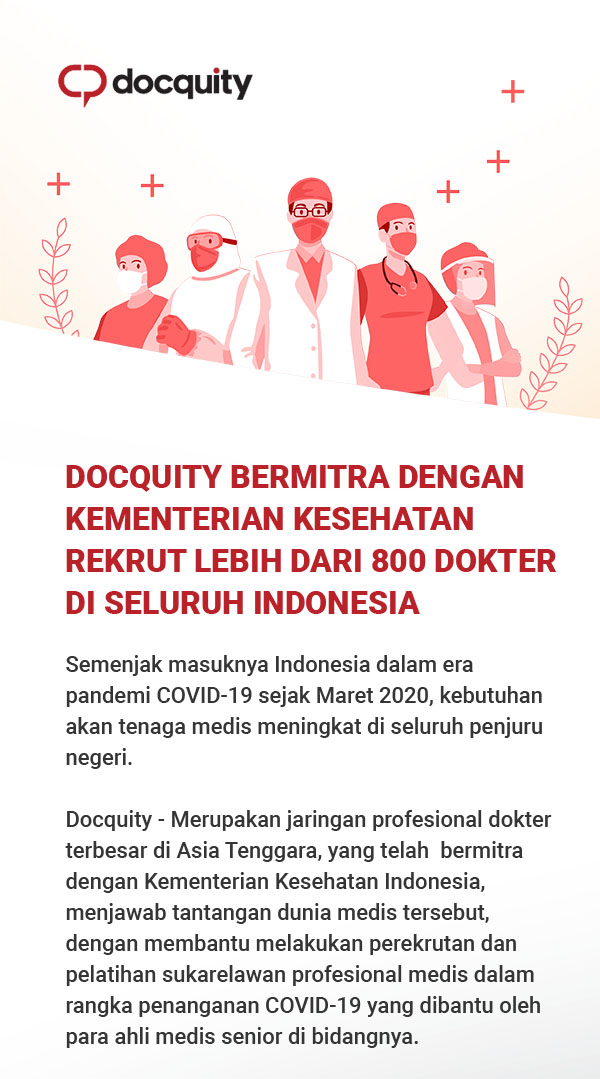 docquity
DOCQUITY BERMITRA DENGAN
KEMENTERIAN KESEHATAN
REKRUT LEBIH DARI 800 DOKTER
DI SELURUH INDONESIA
Semenjak masuknya Indonesia dalam era
pandemi COVID-19 sejak Maret 2020, kebutuhan
akan tenaga medis meningkat di seluruh penjuru
negeri.
Docquity - Merupakan jaringan profesional dokter
terbesar di Asia Tenggara, yang telah  bermitra
dengan Kementerian Kesehatan Indonesia,
menjawab tantangan dunia medis tersebut,
dengan membantu melakukan perekrutan dan
pelatihan sukarelawan profesional medis dalam
rangka penanganan COVID-19 yang dibantu oleh
para ahli medis senior di bidangnya.